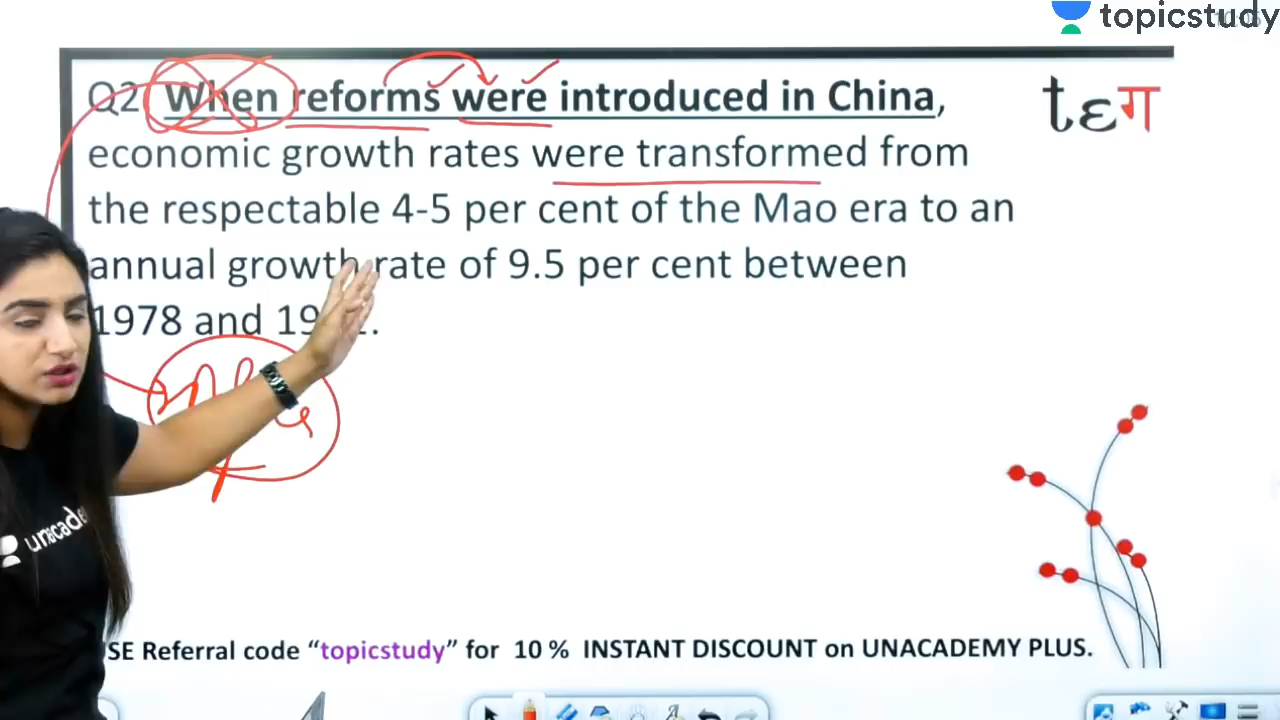 topicstudy
Q2 When reforms were introduced in China,
tεग
economic growth rates were transformed from
the respectable 4-5 per cent of the Mao era to an
annual growth rate of 9.5 per cent between
1978 and
unacade
SE Referral code “topicstudy” for 10 % INSTANT DISCOUNT on UNACADEMY PLUS.